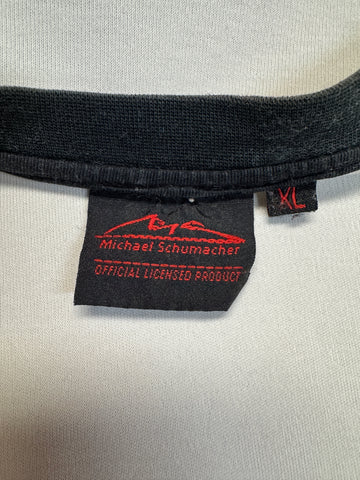 XL
Michael Schumacher
OFFICIAL LICENSED PRODUCT